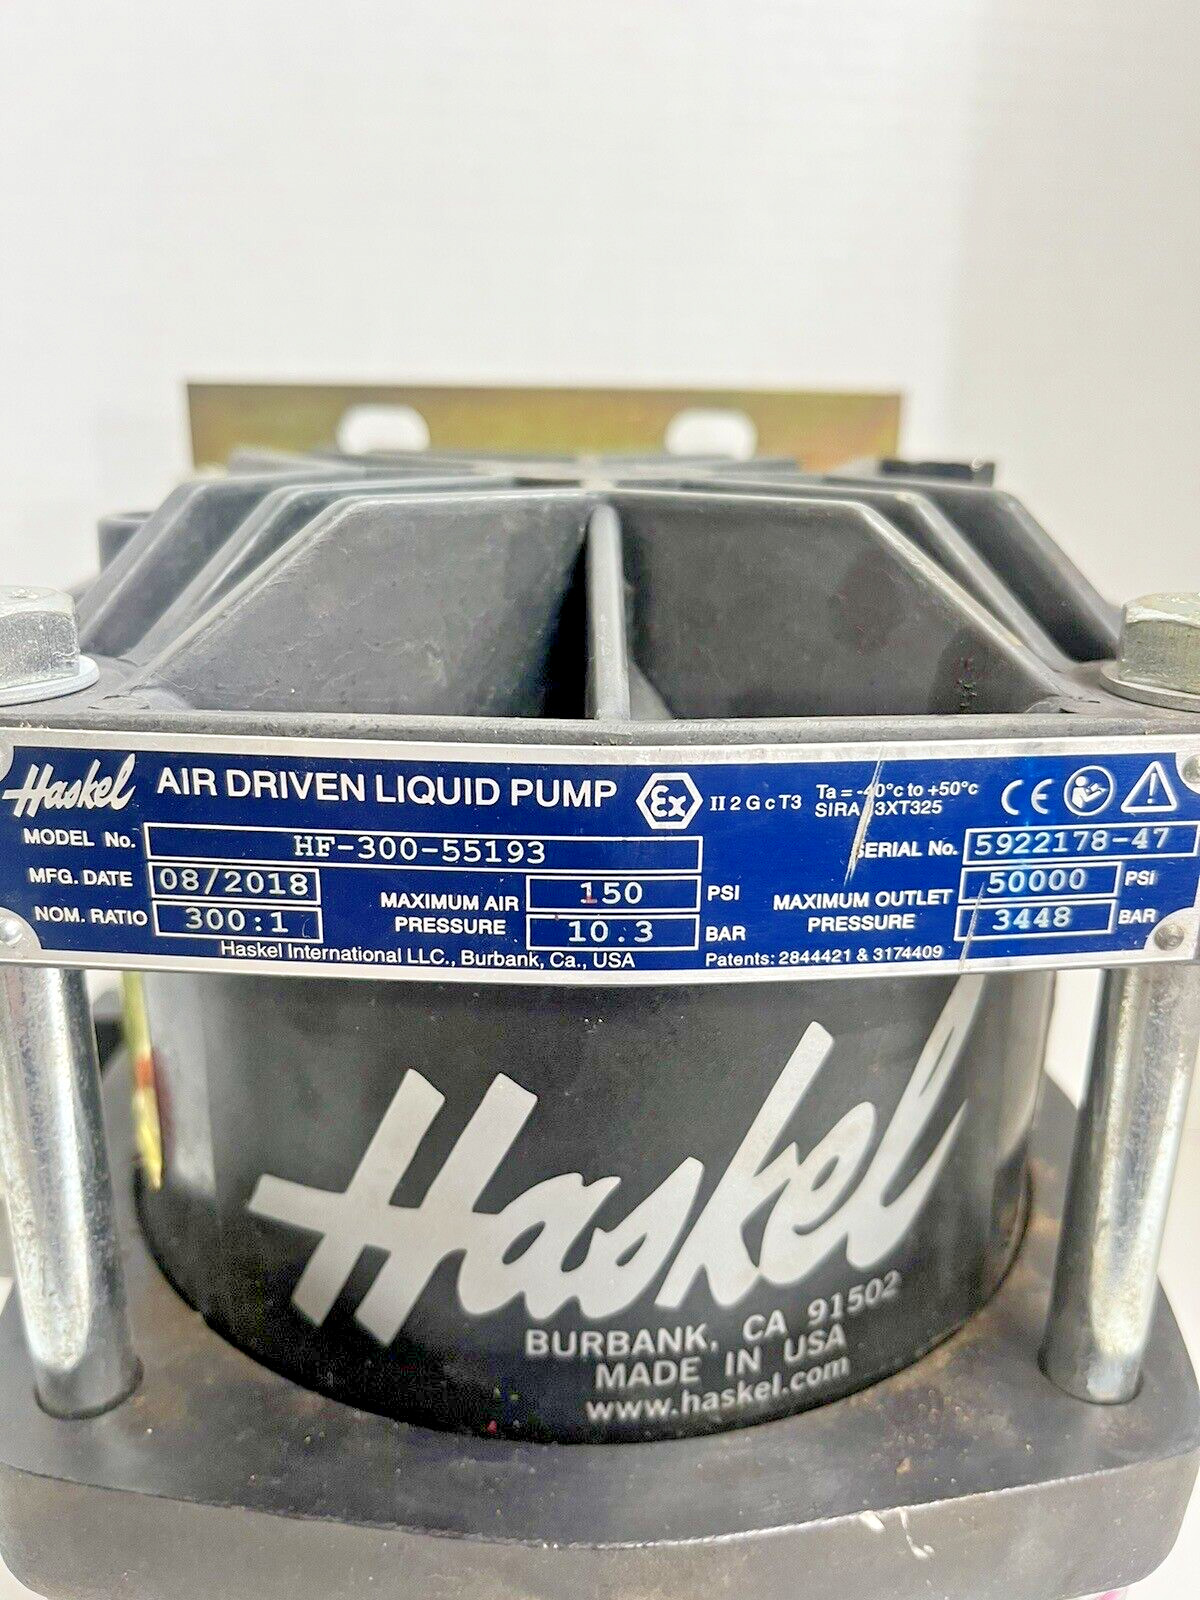 Haskel AIR DRIVEN LIQUID PUMP Ex II 2 G c T3 Ta = -40°c to +50°c CE
SIRA 3XT325
MODEL No. HF-300-55193 SERIAL No. 5922178-47
MFG. DATE 08/2018 MAXIMUM AIR PRESSURE 150 PSI MAXIMUM OUTLET PRESSURE 50000 PSI
NOM. RATIO 300:1 10.3 BAR 3448 BAR
Haskel International LLC., Burbank, Ca., USA Patents: 2844421 & 3174409
Haskel
BURBANK, CA 91502
MADE IN USA
www.haskel.com